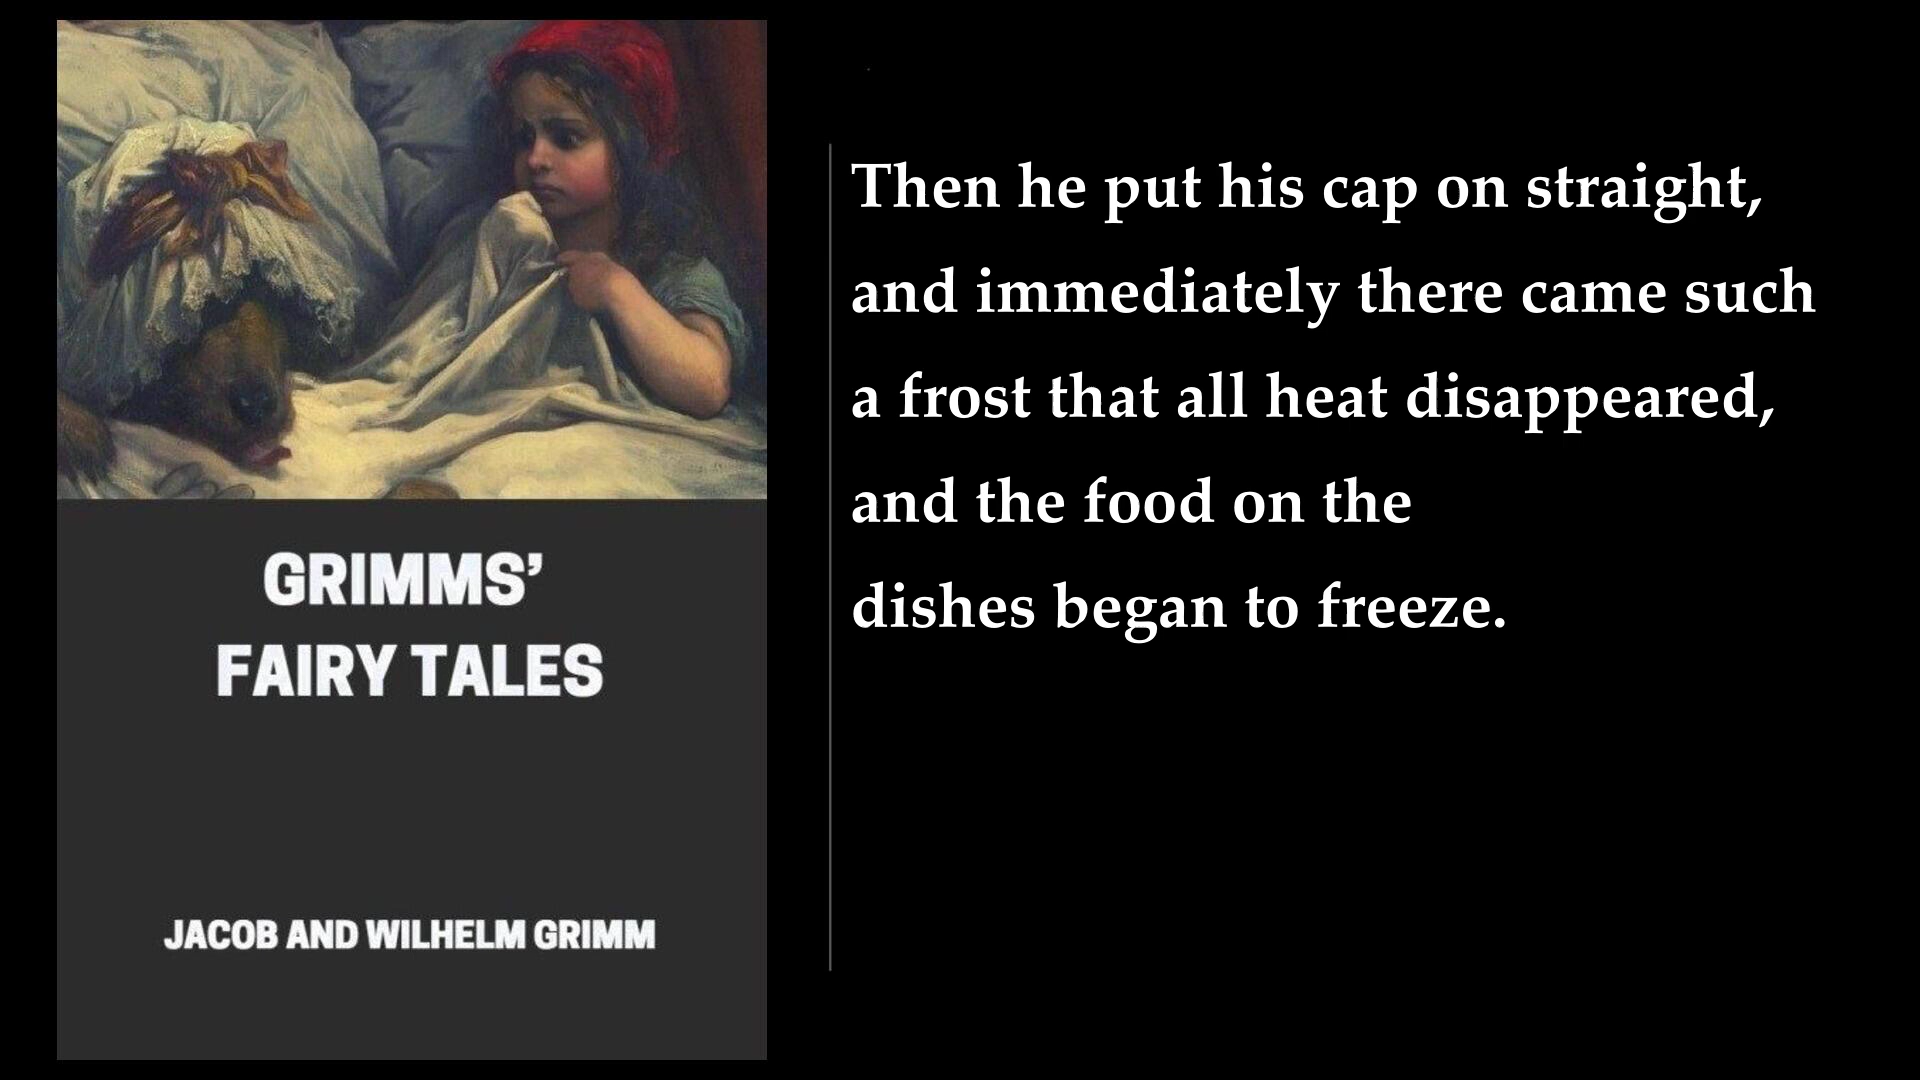 GRIMMS’
FAIRY TALES
JACOB AND WILHELM GRIMM
Then he put his cap on straight,
and immediately there came such
a frost that all heat disappeared,
and the food on the
dishes began to freeze.